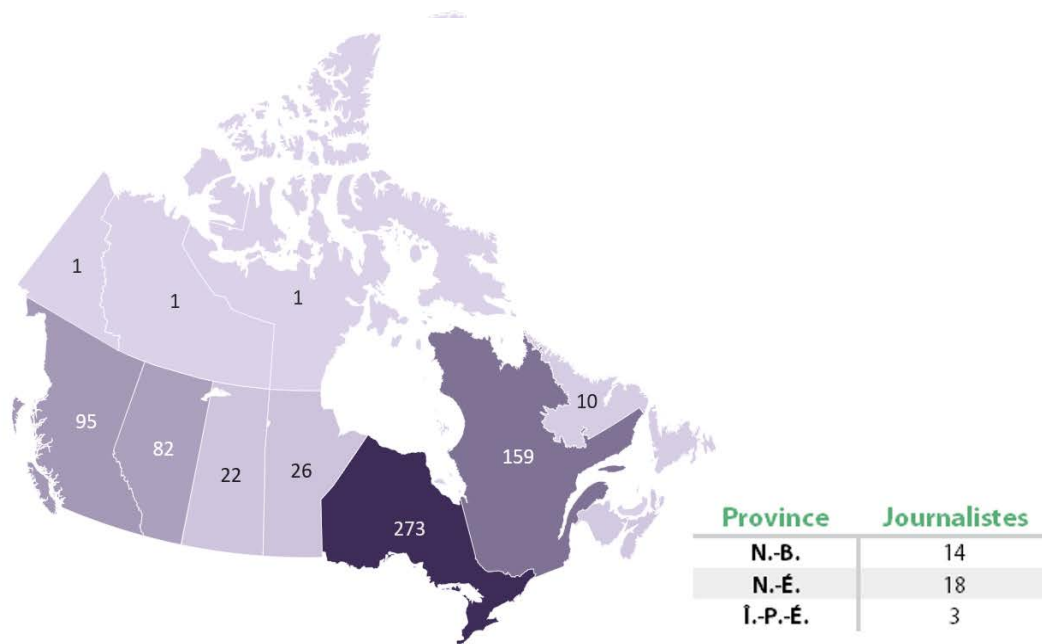 1
1
1
95
82
22
26
273
159
10
Province Journalistes
N.-B. 14
N.-É. 18
Î.-P.-É. 3